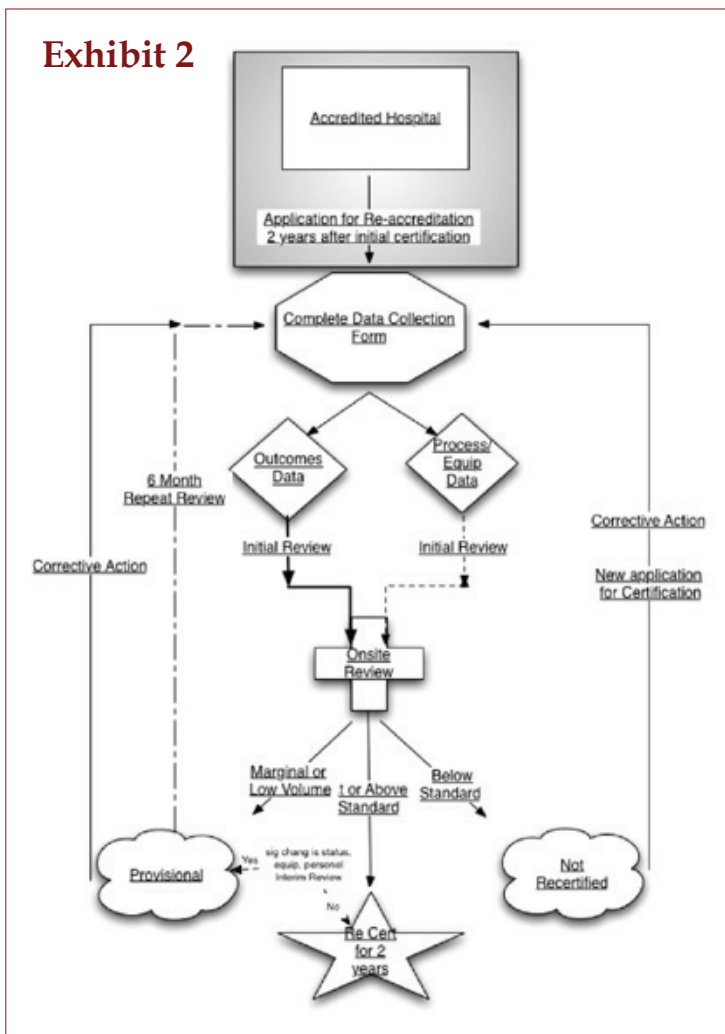 Exhibit 2
Accredited Hospital
Application for Re-accreditation
2 years after initial certification
Complete Data Collection
Form
Outcomes
Data
Process/
Equip
Data
6 Month
Repeat Review
Initial Review
Initial Review
Corrective Action
Corrective Action
New application
for Certification
Onsite
Review
Marginal or
Low Volume
t or Above
Standard
Below
Standard
Provisional
Yes
sig chang is status,
equip, personel
Interim Review
No
Not
Recertified
Re Cert
for 2
years